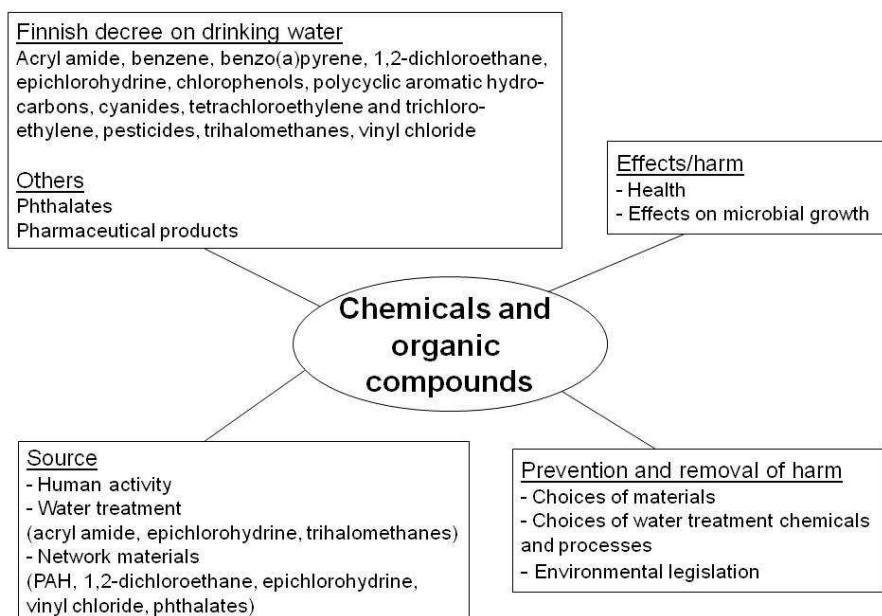 Finnish decree on drinking water
Acryl amide, benzene, benzo(a)pyrene, 1,2-dichloroethane,
epichlorohydrine, chlorophenols, polycyclic aromatic hydro-
carbons, cyanides, tetrachloroethylene and trichloro-
ethylene, pesticides, trihalomethanes, vinyl chloride
Others
Phthalates
Pharmaceutical products
Effects/harm
- Health
- Effects on microbial growth
Chemicals and
organic
compounds
Source
- Human activity
- Water treatment
(acryl amide, epichlorohydrine, trihalomethanes)
- Network materials
(PAH, 1,2-dichloroethane, epichlorohydrine,
vinyl chloride, phthalates)
Prevention and removal of harm
- Choices of materials
- Choices of water treatment chemicals
and processes
- Environmental legislation